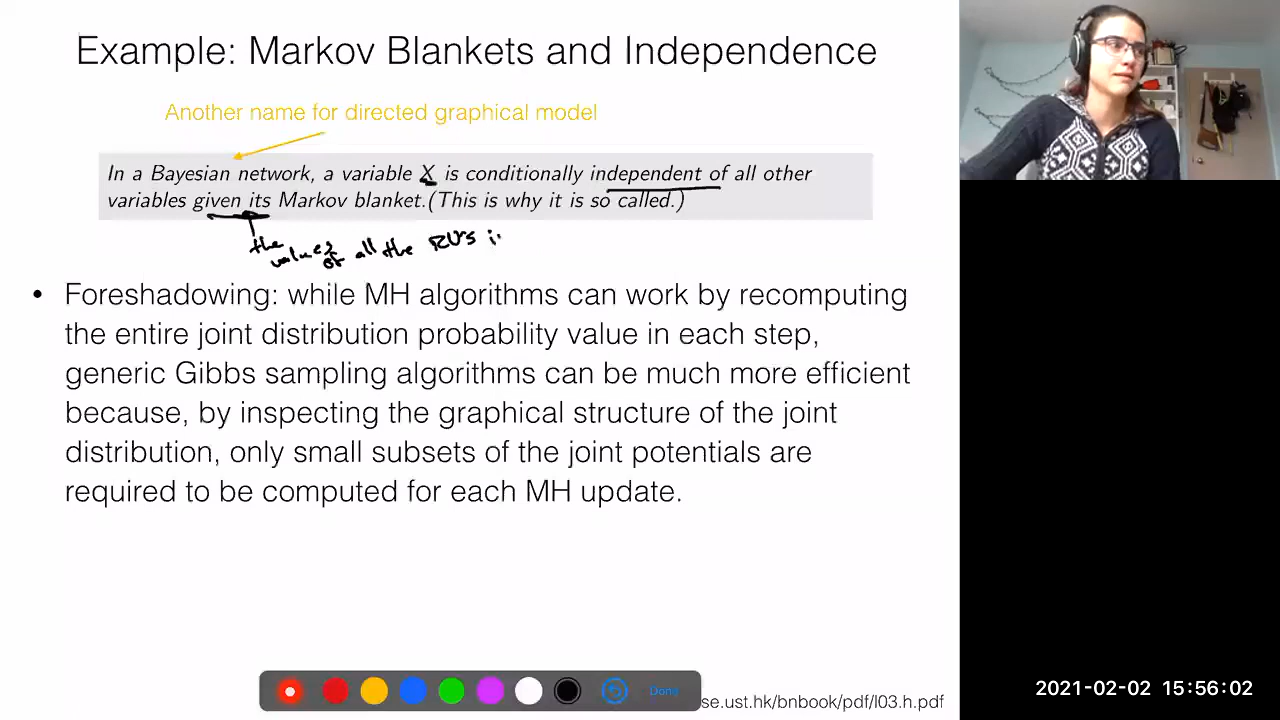 Example: Markov Blankets and Independence
Another name for directed graphical model
In a Bayesian network, a variable X is conditionally independent of all other
variables given its Markov blanket.(This is why it is so called.)
the
values
of all the RV's i
• Foreshadowing: while MH algorithms can work by recomputing
the entire joint distribution probability value in each step,
generic Gibbs sampling algorithms can be much more efficient
because, by inspecting the graphical structure of the joint
distribution, only small subsets of the joint potentials are
required to be computed for each MH update.
Done
se.ust.hk/bnbook/pdf/l03.h.pdf
2021-02-02 15:56:02